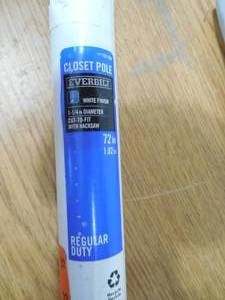 CLOSET POLE
EVERBILT
WHITE FINISH
1-1/4 in DIAMETER
CUT-TO-FIT
WITH HACKSAW
72 in
1.82 m
REGULAR
DUTY